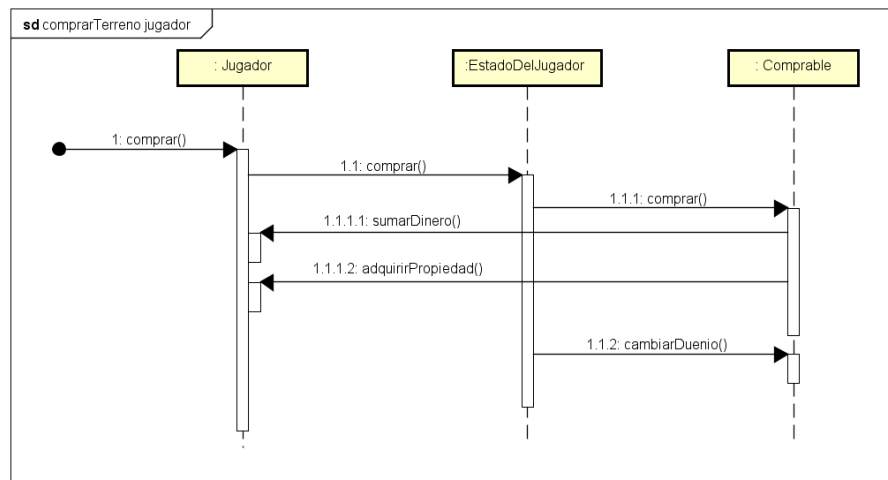 sd comprarTerreno jugador
: Jugador
:EstadoDelJugador
: Comprable
1: comprar()
1.1: comprar()
1.1.1: comprar()
1.1.1.1: sumarDinero()
1.1.1.2: adquirirPropiedad()
1.1.2: cambiarDuenio()